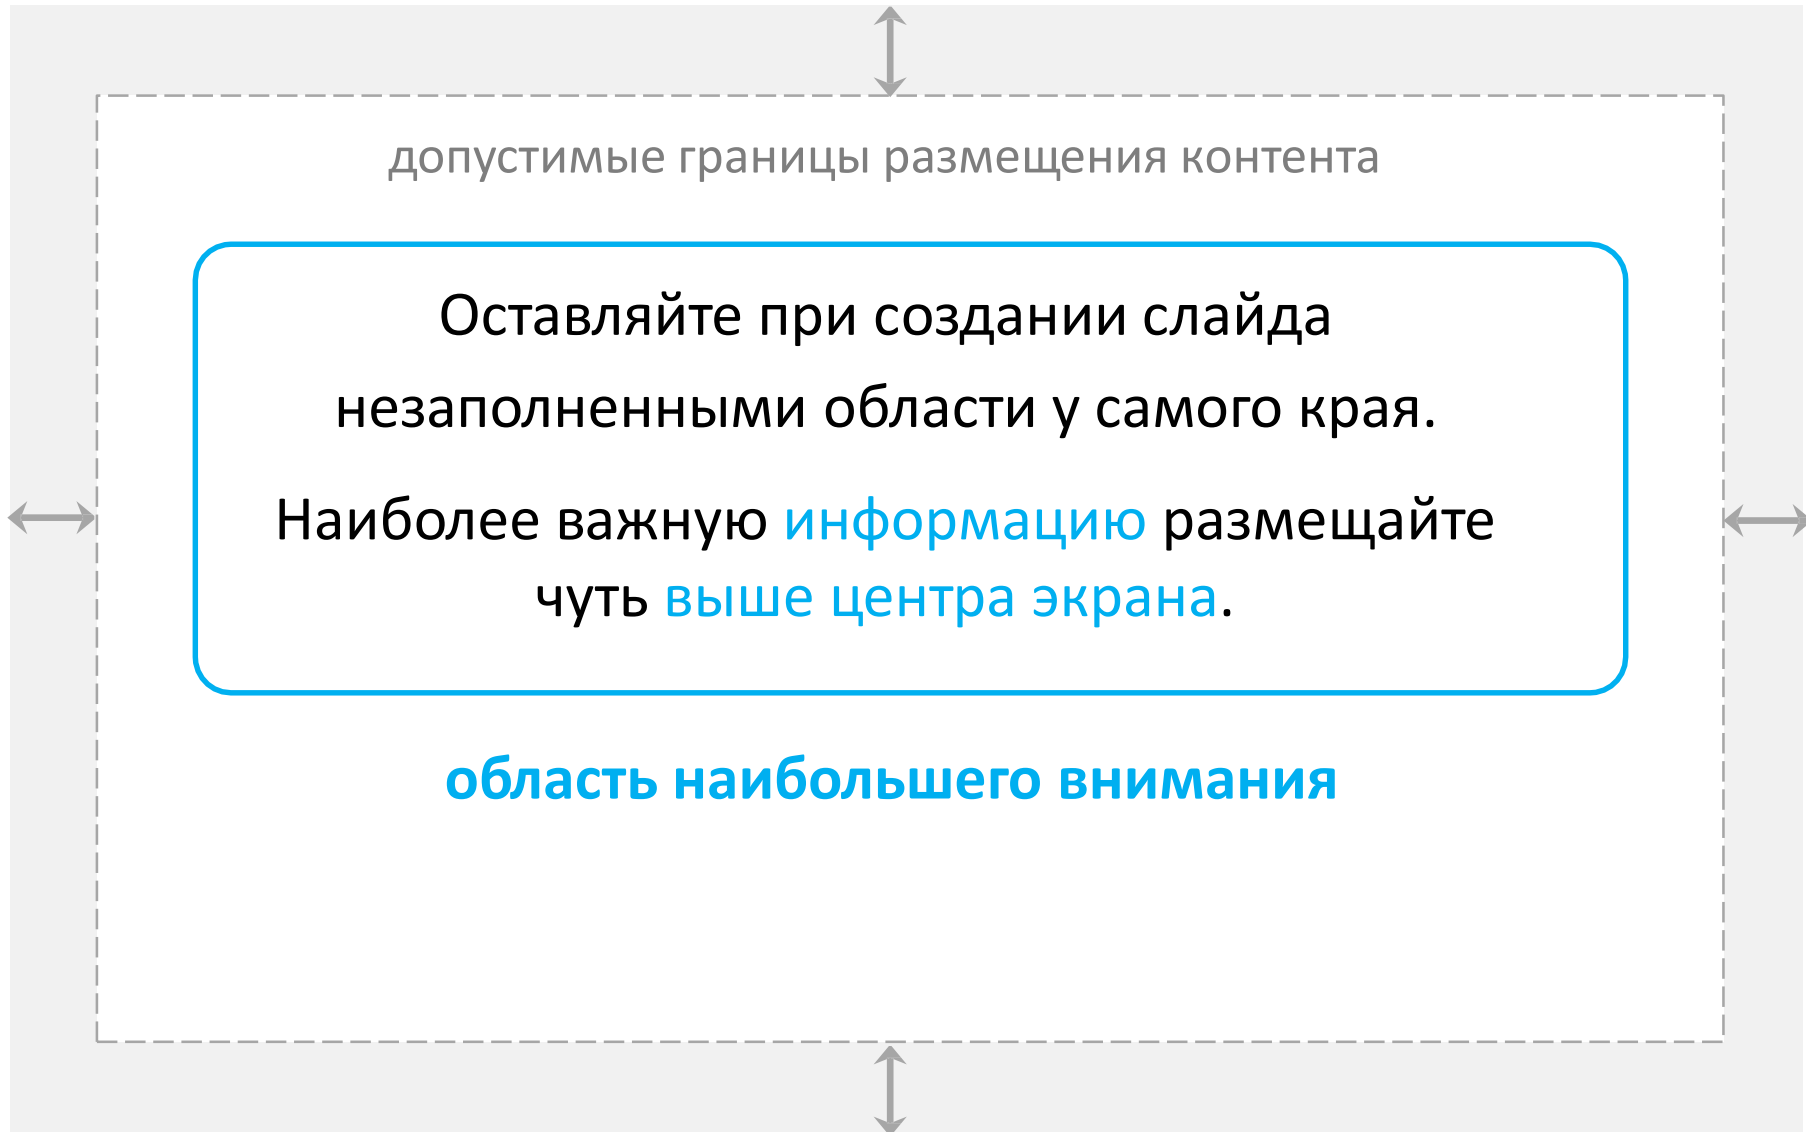 допустимые границы размещения контента
Оставляйте при создании слайда
незаполненными области у самого края.
Наиболее важную информацию размещайте
чуть выше центра экрана.
область наибольшего внимания